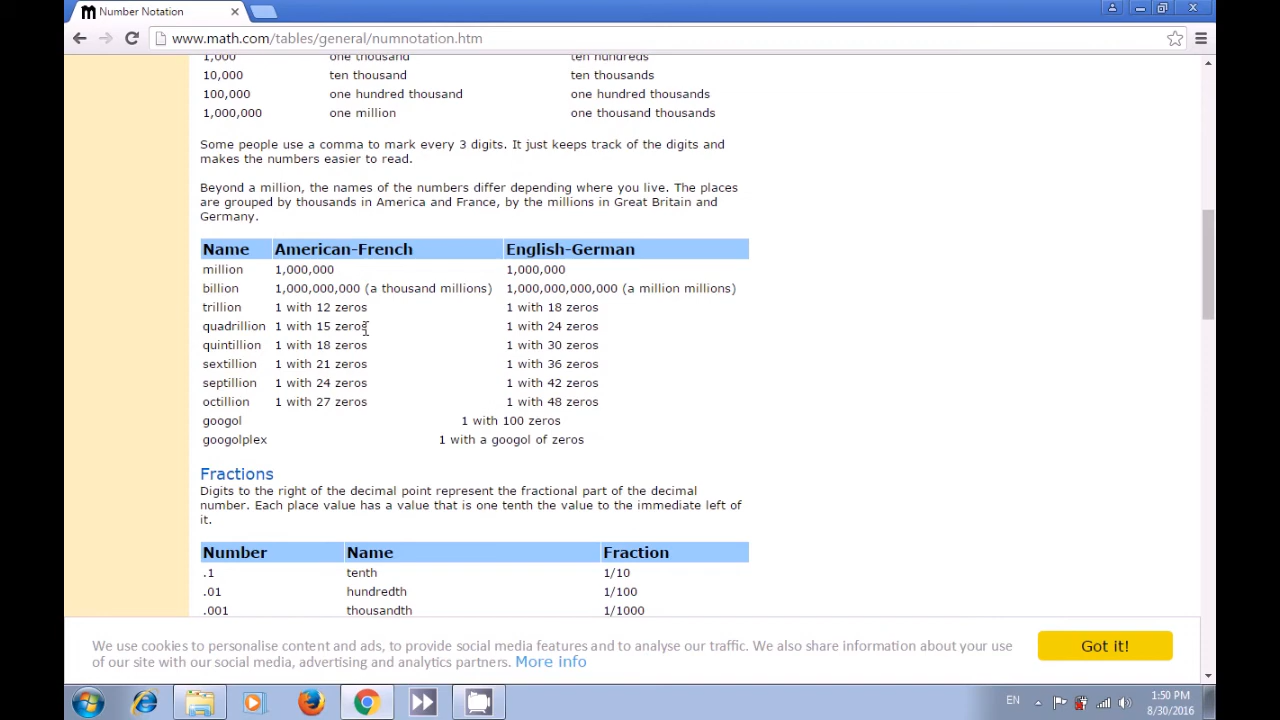 Number Notation
www.math.com/tables/general/numnotation.htm
1,000 one thousand ten hundreds
10,000 ten thousand ten thousands
100,000 one hundred thousand one hundred thousands
1,000,000 one million one thousand thousands
Some people use a comma to mark every 3 digits. It just keeps track of the digits and
makes the numbers easier to read.
Beyond a million, the names of the numbers differ depending where you live. The places
are grouped by thousands in America and France, by the millions in Great Britain and
Germany.
Name American-French English-German
million 1,000,000 1,000,000
billion 1,000,000,000 (a thousand millions) 1,000,000,000,000 (a million millions)
trillion 1 with 12 zeros 1 with 18 zeros
quadrillion 1 with 15 zeros 1 with 24 zeros
quintillion 1 with 18 zeros 1 with 30 zeros
sextillion 1 with 21 zeros 1 with 36 zeros
septillion 1 with 24 zeros 1 with 42 zeros
octillion 1 with 27 zeros 1 with 48 zeros
googol 1 with 100 zeros
googolplex 1 with a googol of zeros
Fractions
Digits to the right of the decimal point represent the fractional part of the decimal
number. Each place value has a value that is one tenth the value to the immediate left of
it.
Number Name Fraction
.1 tenth 1/10
.01 hundredth 1/100
.001 thousandth 1/1000
We use cookies to personalise content and ads, to provide social media features and to analyse our traffic. We also share information about your use
of our site with our social media, advertising and analytics partners. More info
Got it!
EN
1:50 PM
8/30/2016